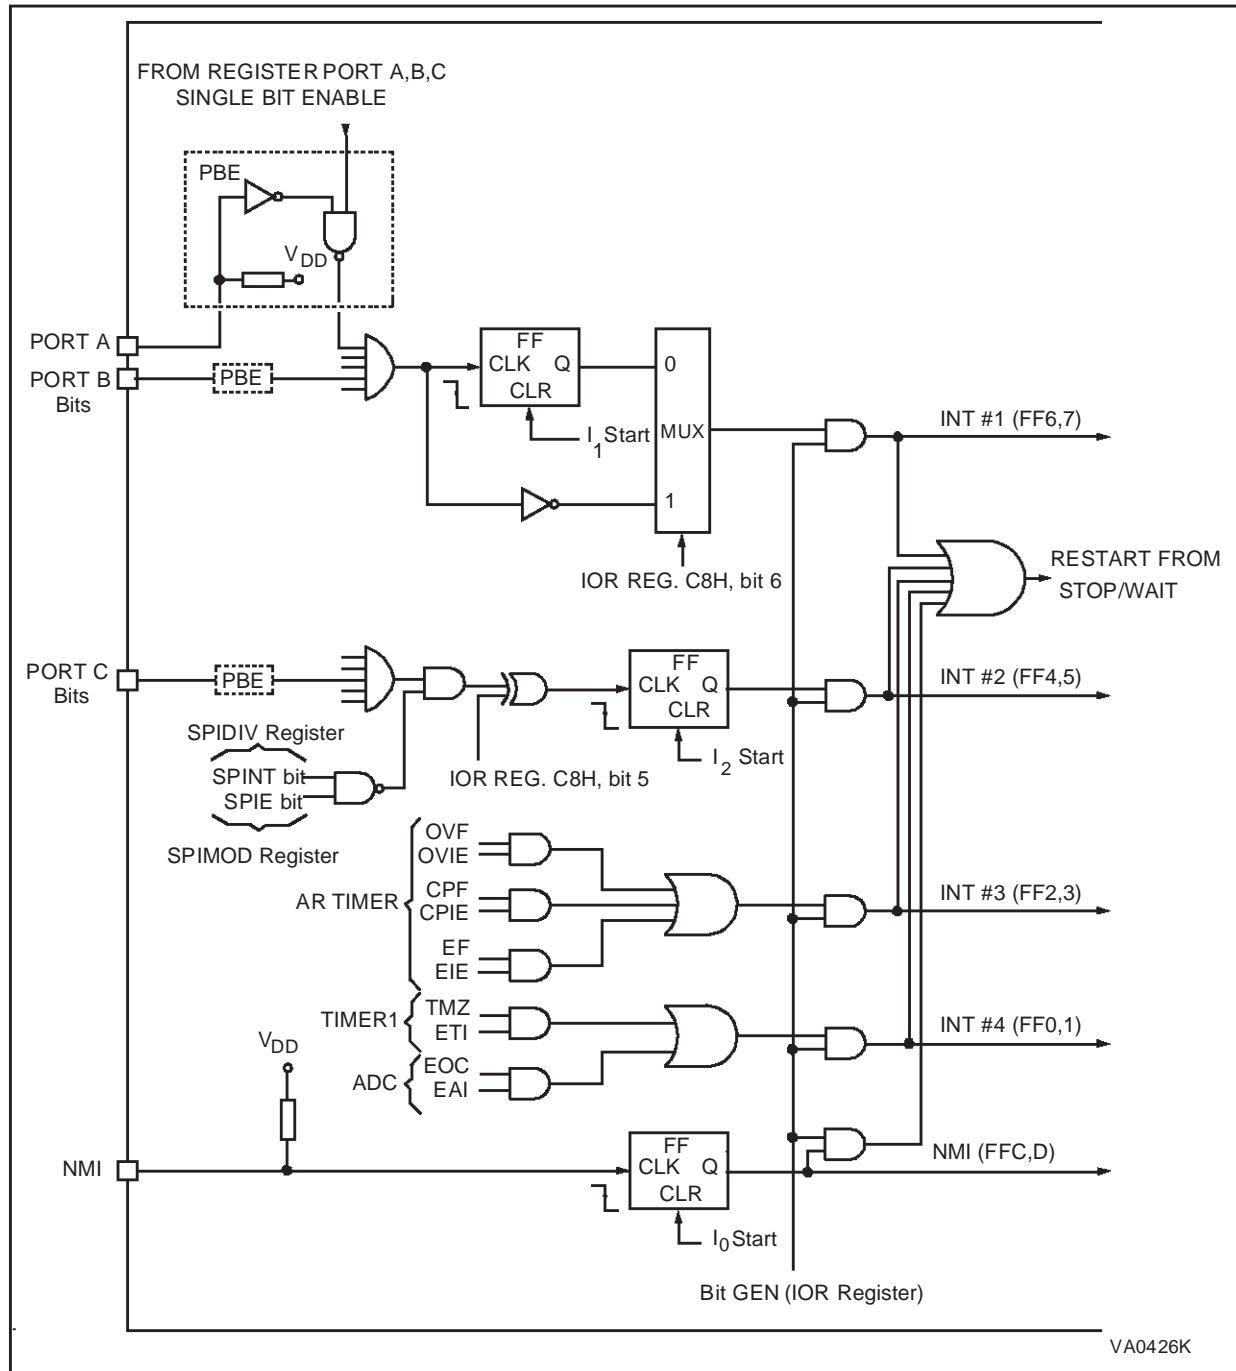 FROM REGISTER PORT A,B,C
SINGLE BIT ENABLE
PBE
VDD
PORT A
PORT B
Bits
PBE
FF
CLK Q
CLR
I1 Start
0
MUX
1
IOR REG. C8H, bit 6
INT #1 (FF6,7)
RESTART FROM
STOP/WAIT
PORT C
Bits
PBE
SPIDIV Register
SPINT bit
SPIE bit
SPIMOD Register
IOR REG. C8H, bit 5
FF
CLK Q
CLR
I2 Start
INT #2 (FF4,5)
AR TIMER
OVF
OVIE
CPF
CPIE
EF
EIE
INT #3 (FF2,3)
TIMER1
TMZ
ETI
INT #4 (FF0,1)
ADC
EOC
EAI
VDD
NMI
FF
CLK Q
CLR
I0 Start
NMI (FFC,D)
Bit GEN (IOR Register)
VA0426K